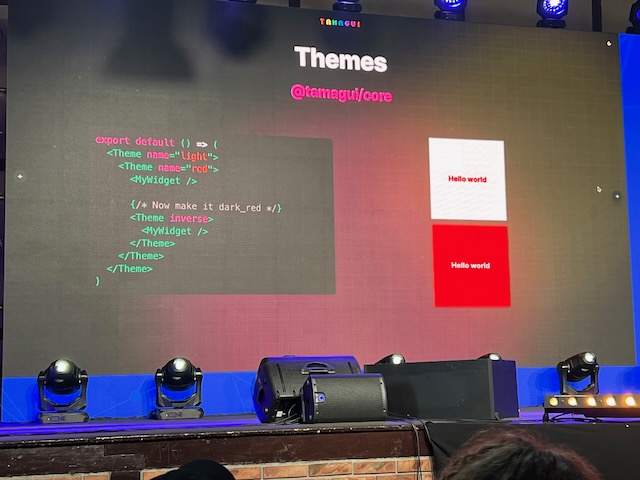 TAMAGUI
Themes
@tamagui/core
export default () => (
<Theme name="light">
<Theme name="red">
<MyWidget />
{/* Now make it dark_red */}
<Theme inverse>
<MyWidget />
</Theme>
</Theme>
</Theme>
)
Hello world
Hello world